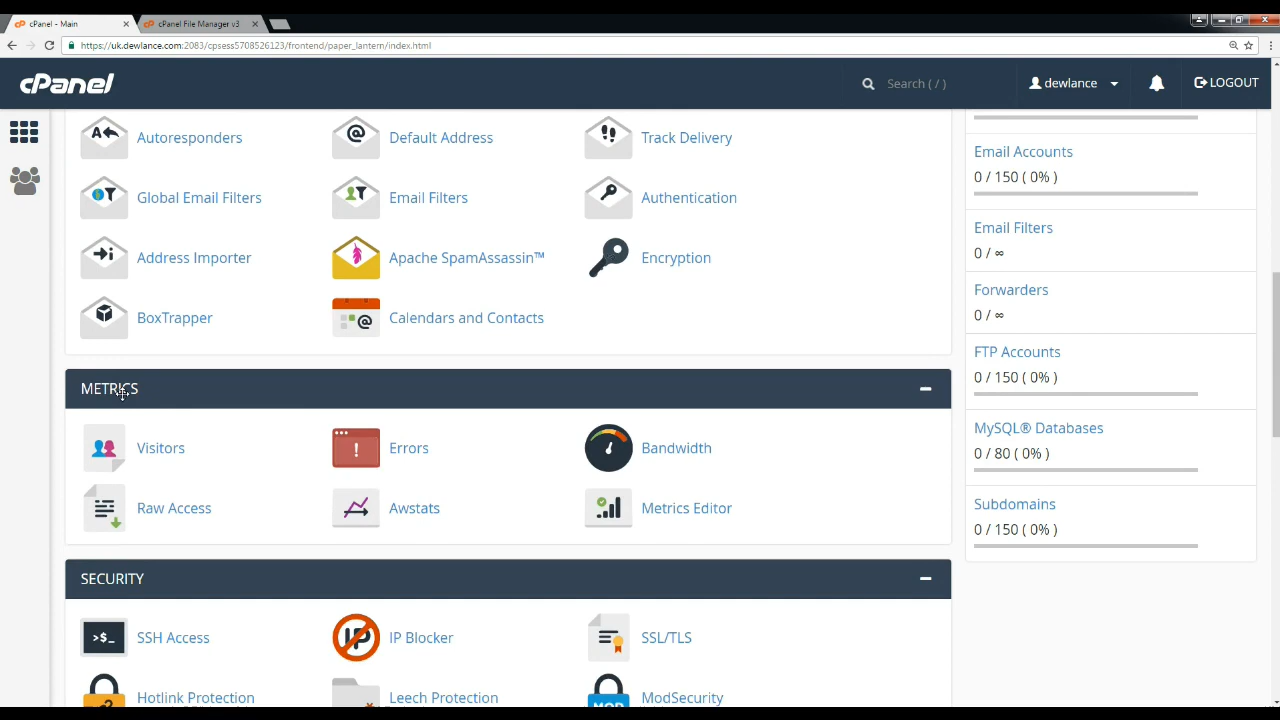 cPanel - Main
cPanel File Manager v3
https://uk.dewlance.com:2083/cpsess5708526123/frontend/paper_lantern/index.html
cPanel
Search ( / )
dewlance
LOGOUT
Autoresponders
Default Address
Track Delivery
Global Email Filters
Email Filters
Authentication
Address Importer
Apache SpamAssassin™
Encryption
BoxTrapper
Calendars and Contacts
METRICS
Visitors
Errors
Bandwidth
Raw Access
Awstats
Metrics Editor
SECURITY
>$_
SSH Access
IP
IP Blocker
SSL/TLS
Hotlink Protection
Leech Protection
MOD
ModSecurity
Email Accounts
0 / 150 ( 0% )
Email Filters
0 / ∞
Forwarders
0 / ∞
FTP Accounts
0 / 150 ( 0% )
MySQL® Databases
0 / 80 ( 0% )
Subdomains
0 / 150 ( 0% )